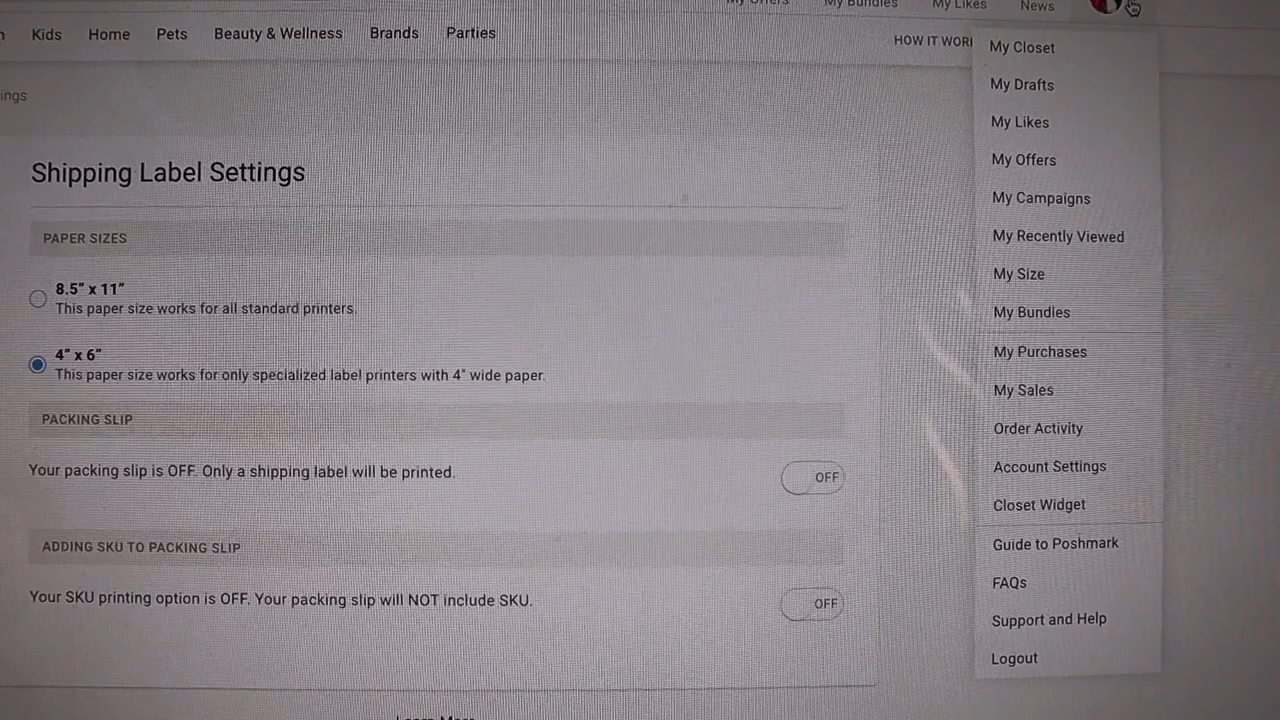 My Bundles
My Likes
News
Kids Home Pets Beauty & Wellness Brands Parties
HOW IT WORK
ings
Shipping Label Settings
PAPER SIZES
8.5" x 11"
This paper size works for all standard printers.
4" x 6"
This paper size works for only specialized label printers with 4" wide paper.
PACKING SLIP
Your packing slip is OFF. Only a shipping label will be printed.
OFF
ADDING SKU TO PACKING SLIP
Your SKU printing option is OFF. Your packing slip will NOT include SKU.
OFF
My Closet
My Drafts
My Likes
My Offers
My Campaigns
My Recently Viewed
My Size
My Bundles
My Purchases
My Sales
Order Activity
Account Settings
Closet Widget
Guide to Poshmark
FAQs
Support and Help
Logout